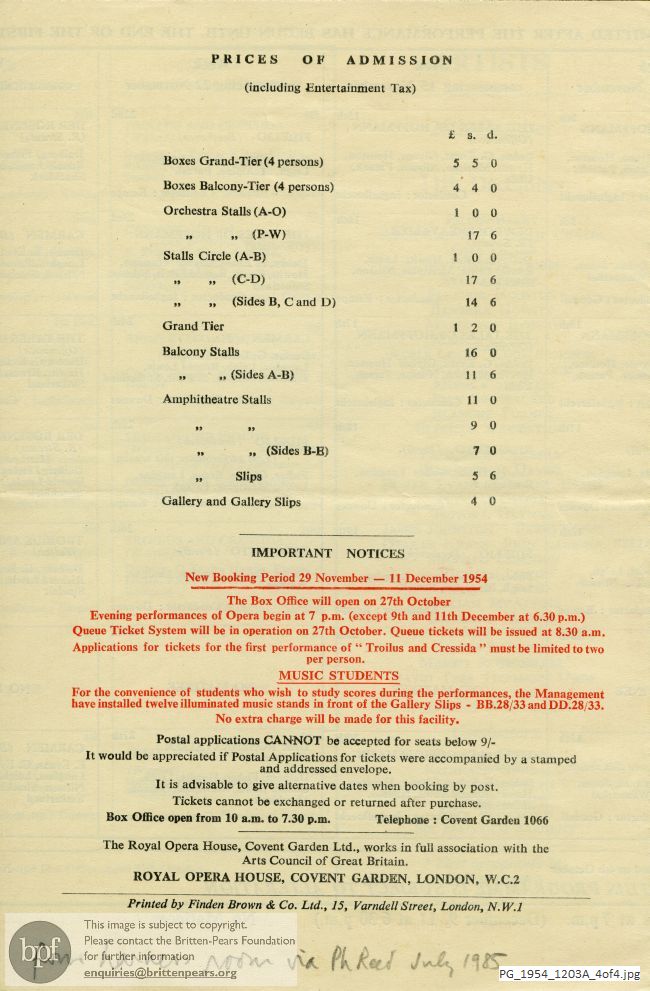 PRICES OF ADMISSION
(including Entertainment Tax)
£ s. d.
Boxes Grand-Tier (4 persons) 5 5 0
Boxes Balcony-Tier (4 persons) 4 4 0
Orchestra Stalls (A-O) 1 0 0
„ „ (P-W) 17 6
Stalls Circle (A-B) 1 0 0
„ „ (C-D) 17 6
„ „ (Sides B, C and D) 14 6
Grand Tier 1 2 0
Balcony Stalls 16 0
„ „ (Sides A-B) 11 6
Amphitheatre Stalls 11 0
„ „ 9 0
„ „ (Sides B-E) 7 0
„ Slips 5 6
Gallery and Gallery Slips 4 0
IMPORTANT NOTICES
New Booking Period 29 November — 11 December 1954
The Box Office will open on 27th October
Evening performances of Opera begin at 7 p.m. (except 9th and 11th December at 6.30 p.m.)
Queue Ticket System will be in operation on 27th October. Queue tickets will be issued at 8.30 a.m.
Applications for tickets for the first performance of " Troilus and Cressida " must be limited to two
per person.
MUSIC STUDENTS
For the convenience of students who wish to study scores during the performances, the Management
have installed twelve illuminated music stands in front of the Gallery Slips - BB.28/33 and DD.28/33.
No extra charge will be made for this facility.
Postal applications CANNOT be accepted for seats below 9/-
It would be appreciated if Postal Applications for tickets were accompanied by a stamped
and addressed envelope.
It is advisable to give alternative dates when booking by post.
Tickets cannot be exchanged or returned after purchase.
Box Office open from 10 a.m. to 7.30 p.m. Telephone : Covent Garden 1066
The Royal Opera House, Covent Garden Ltd., works in full association with the
Arts Council of Great Britain.
ROYAL OPERA HOUSE, COVENT GARDEN, LONDON, W.C.2
Printed by Finden Brown & Co. Ltd., 15, Varndell Street, London, N.W.1
bpf
This image is subject to copyright.
Please contact the Britten-Pears Foundation
for further information
enquiries@brittenpears.org
from room via Ph Reed July 1985
PG_1954_1203A_4of4.jpg